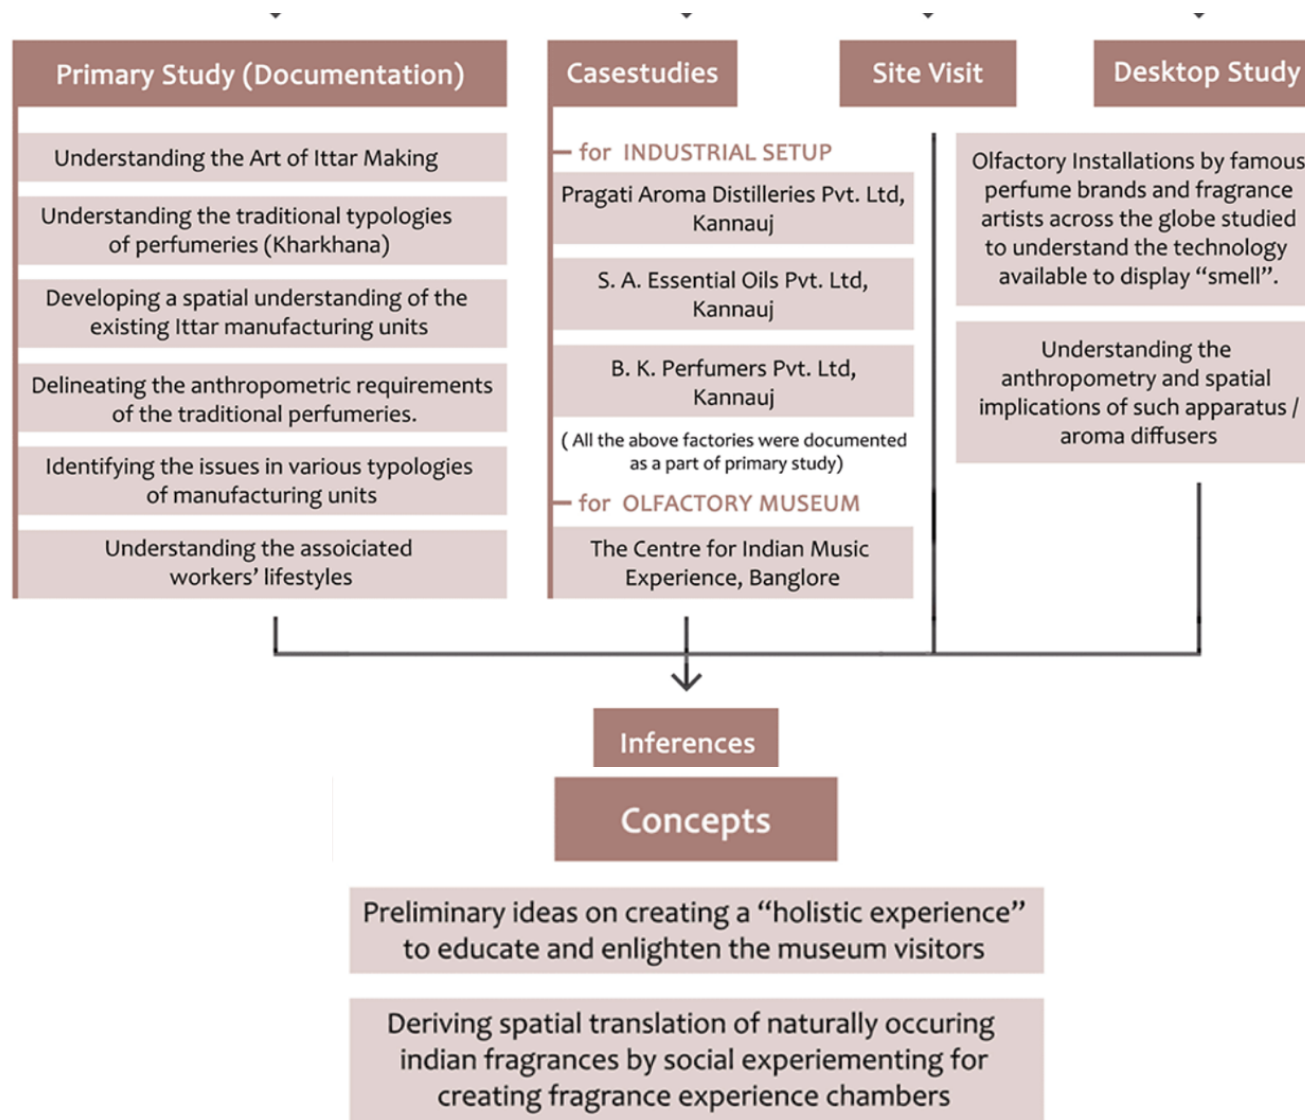 Primary Study (Documentation)
Understanding the Art of Ittar Making
Understanding the traditional typologies
of perfumeries (Kharkhana)
Developing a spatial understanding of the
existing Ittar manufacturing units
Delineating the anthropometric requirements
of the traditional perfumeries.
Identifying the issues in various typologies
of manufacturing units
Understanding the assoiciated
workers' lifestyles
Casestudies
for INDUSTRIAL SETUP
Pragati Aroma Distilleries Pvt. Ltd,
Kannauj
S. A. Essential Oils Pvt. Ltd,
Kannauj
B. K. Perfumers Pvt. Ltd,
Kannauj
( All the above factories were documented
as a part of primary study)
for OLFACTORY MUSEUM
The Centre for Indian Music
Experience, Banglore
Site Visit
Desktop Study
Olfactory Installations by famous
perfume brands and fragrance
artists across the globe studied
to understand the technology
available to display “smell”.
Understanding the
anthropometry and spatial
implications of such apparatus /
aroma diffusers
Inferences
Concepts
Preliminary ideas on creating a “holistic experience”
to educate and enlighten the museum visitors
Deriving spatial translation of naturally occuring
indian fragrances by social experiementing for
creating fragrance experience chambers